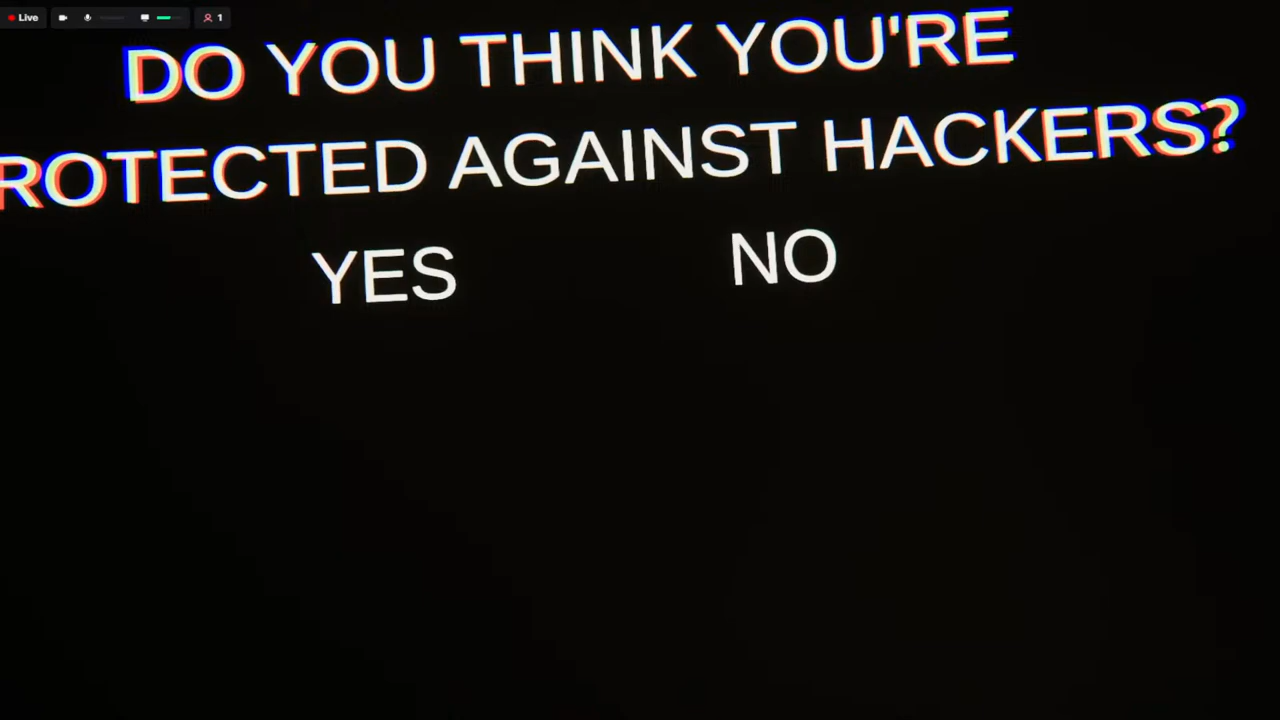 Live
1
DO YOU THINK YOU'RE
ROTECTED AGAINST HACKERS?
YES NO